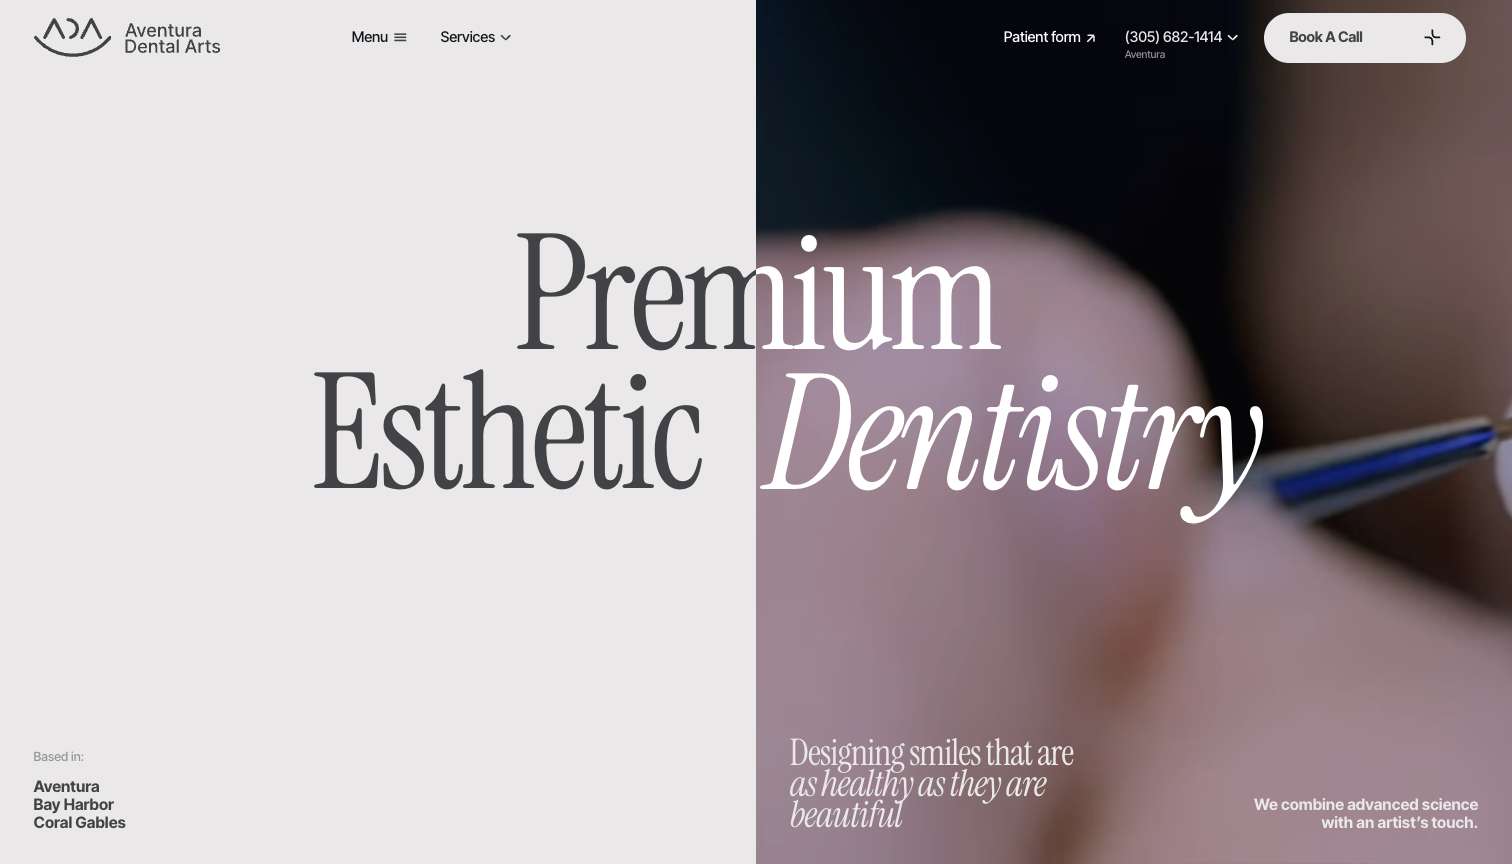 Aventura
Dental Arts
Menu
Services
Patient form
(305) 682-1414
Aventura
Book A Call
Premium
Esthetic Dentistry
Based in:
Aventura
Bay Harbor
Coral Gables
Designing smiles that are
as healthy as they are
beautiful
We combine advanced science
with an artist’s touch.